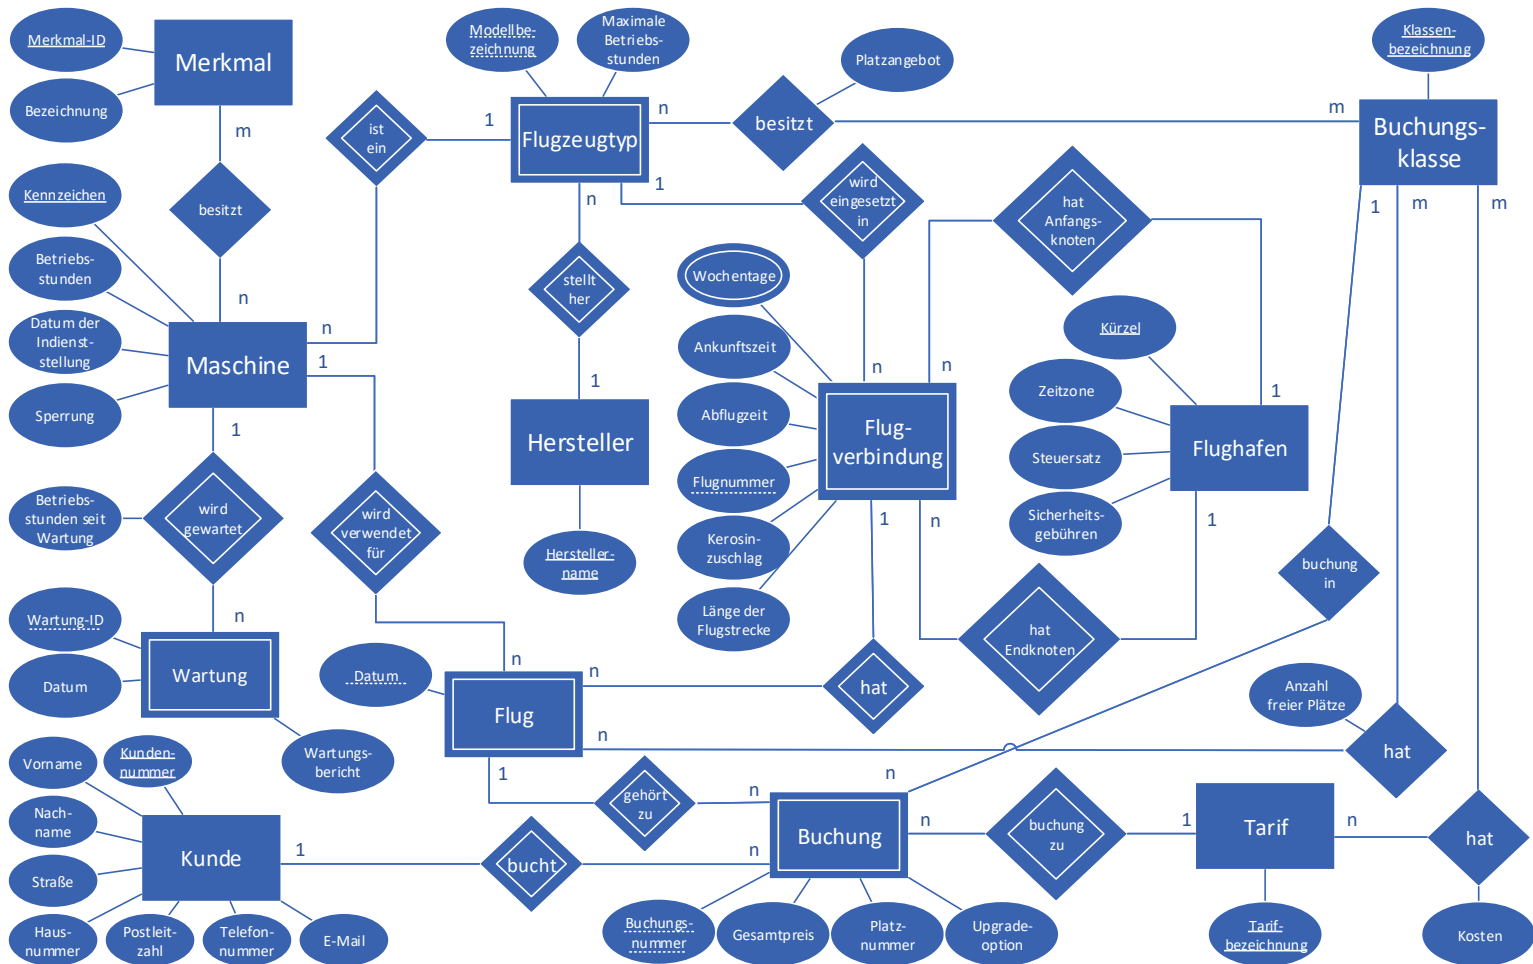 Merkmal-ID
Bezeichnung
Merkmal
m
besitzt
n
Kennzeichen
Betriebs-
stunden
Datum der
Indienst-
stellung
Sperrung
Maschine
n
1
1
ist
ein
1
Modellbe-
zeichnung
Maximale
Betriebs-
stunden
Flugzeugtyp
n
1
n
besitzt
Platzangebot
m
Klassen-
bezeichnung
Buchungs-
klasse
1
m
m
wird
eingesetzt
in
n
hat
Anfangs-
knoten
n
1
stellt
her
1
Hersteller
Hersteller-
name
Wochentage
Ankunftszeit
Abflugzeit
Flugnummer
Kerosin-
zuschlag
Länge der
Flugstrecke
Flug-
verbindung
1
n
Kürzel
Zeitzone
Steuersatz
Sicherheits-
gebühren
Flughafen
1
hat
Endknoten
buchung
in
Betriebs-
stunden seit
Wartung
wird
gewartet
n
wird
verwendet
für
n
Wartung-ID
Datum
Wartung
Wartungs-
bericht
Datum
Flug
n
n
1
hat
Anzahl
freier Plätze
hat
gehört
zu
n
n
Vorname
Kunden-
nummer
Nach-
name
Straße
Haus-
nummer
Postleit-
zahl
Telefon-
nummer
E-Mail
Kunde
1
bucht
n
Buchung
n
buchung
zu
1
Tarif
n
hat
Buchungs-
nummer
Gesamtpreis
Platz-
nummer
Upgrade-
option
Tarif-
bezeichnung
Kosten